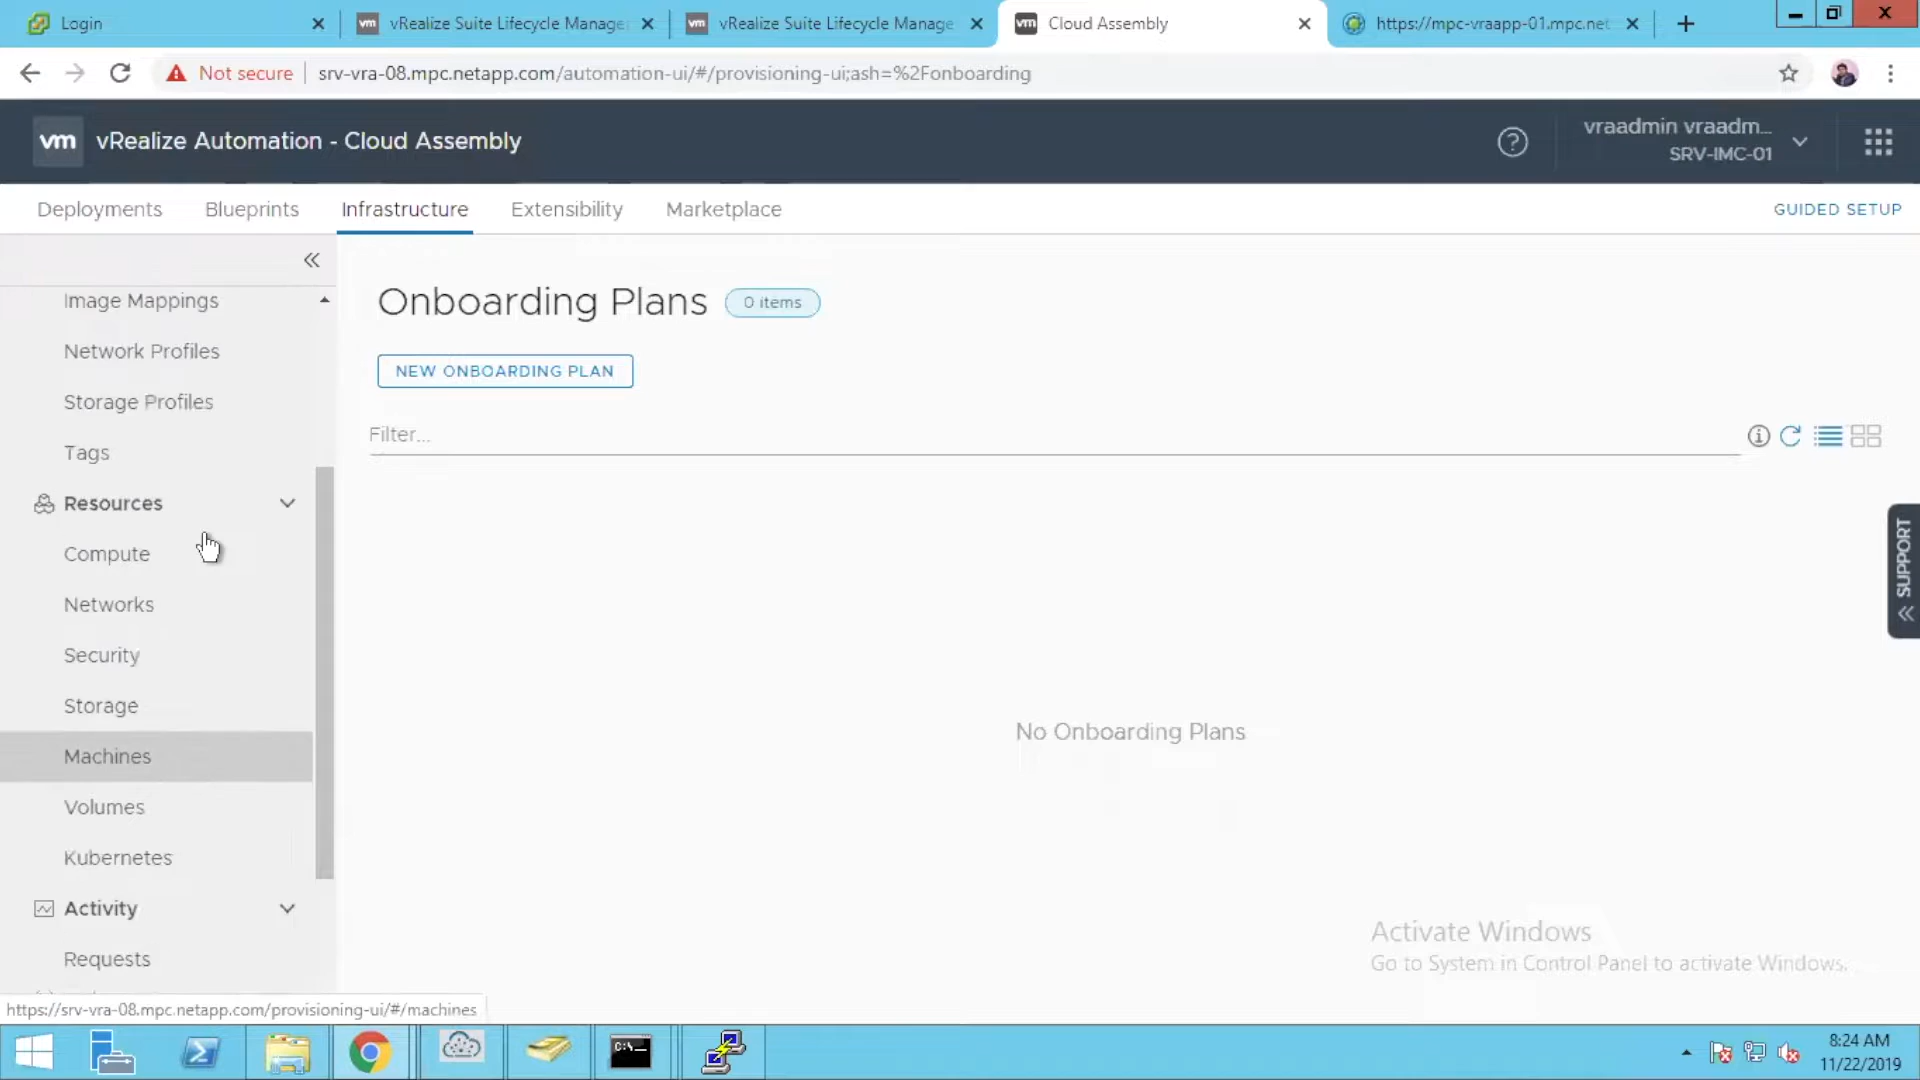 Login
vm vRealize Suite Lifecycle Manage
vm vRealize Suite Lifecycle Manage
vm Cloud Assembly
https://mpc-vraapp-01.mpc.net
Not secure
srv-vra-08.mpc.netapp.com/automation-ui/#/provisioning-ui;ash=%2Fonboarding
vm vRealize Automation - Cloud Assembly
vraadmin vraadm...
SRV-IMC-01
Deployments
Blueprints
Infrastructure
Extensibility
Marketplace
GUIDED SETUP
Image Mappings
Network Profiles
Storage Profiles
Tags
Resources
Compute
Networks
Security
Storage
Machines
Volumes
Kubernetes
Activity
Requests
Onboarding Plans
0 items
NEW ONBOARDING PLAN
Filter...
No Onboarding Plans
SUPPORT
Activate Windows
Go to System in Control Panel to activate Windows.
https://srv-vra-08.mpc.netapp.com/provisioning-ui/#/machines
C:\_
8:24 AM
11/22/2019